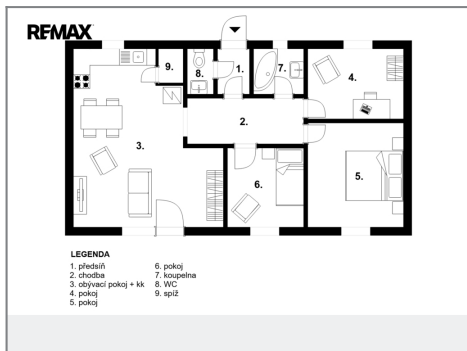 RE/MAX
9.
8.
1.
7.
4.
2.
3.
6.
5.
LEGENDA
1. předsíň
2. chodba
3. obývací pokoj + kk
4. pokoj
5. pokoj
6. pokoj
7. koupelna
8. WC
9. spíž